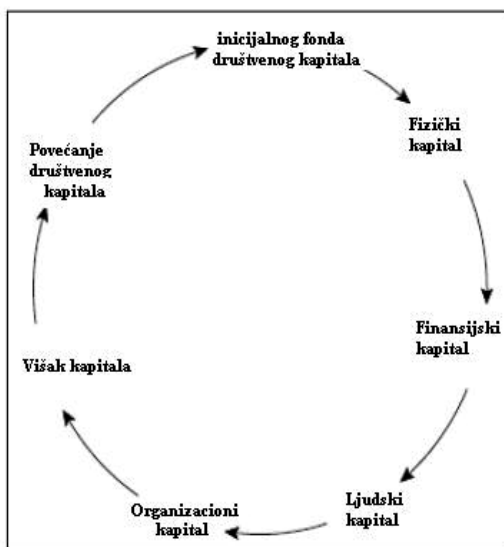 inicijalnog fonda
društvenog kapitala
Fizički
kapital
Finansijski
kapital
Ljudski
kapital
Organizacioni
kapital
Višak kapitala
Povećanje
društvenog
kapitala